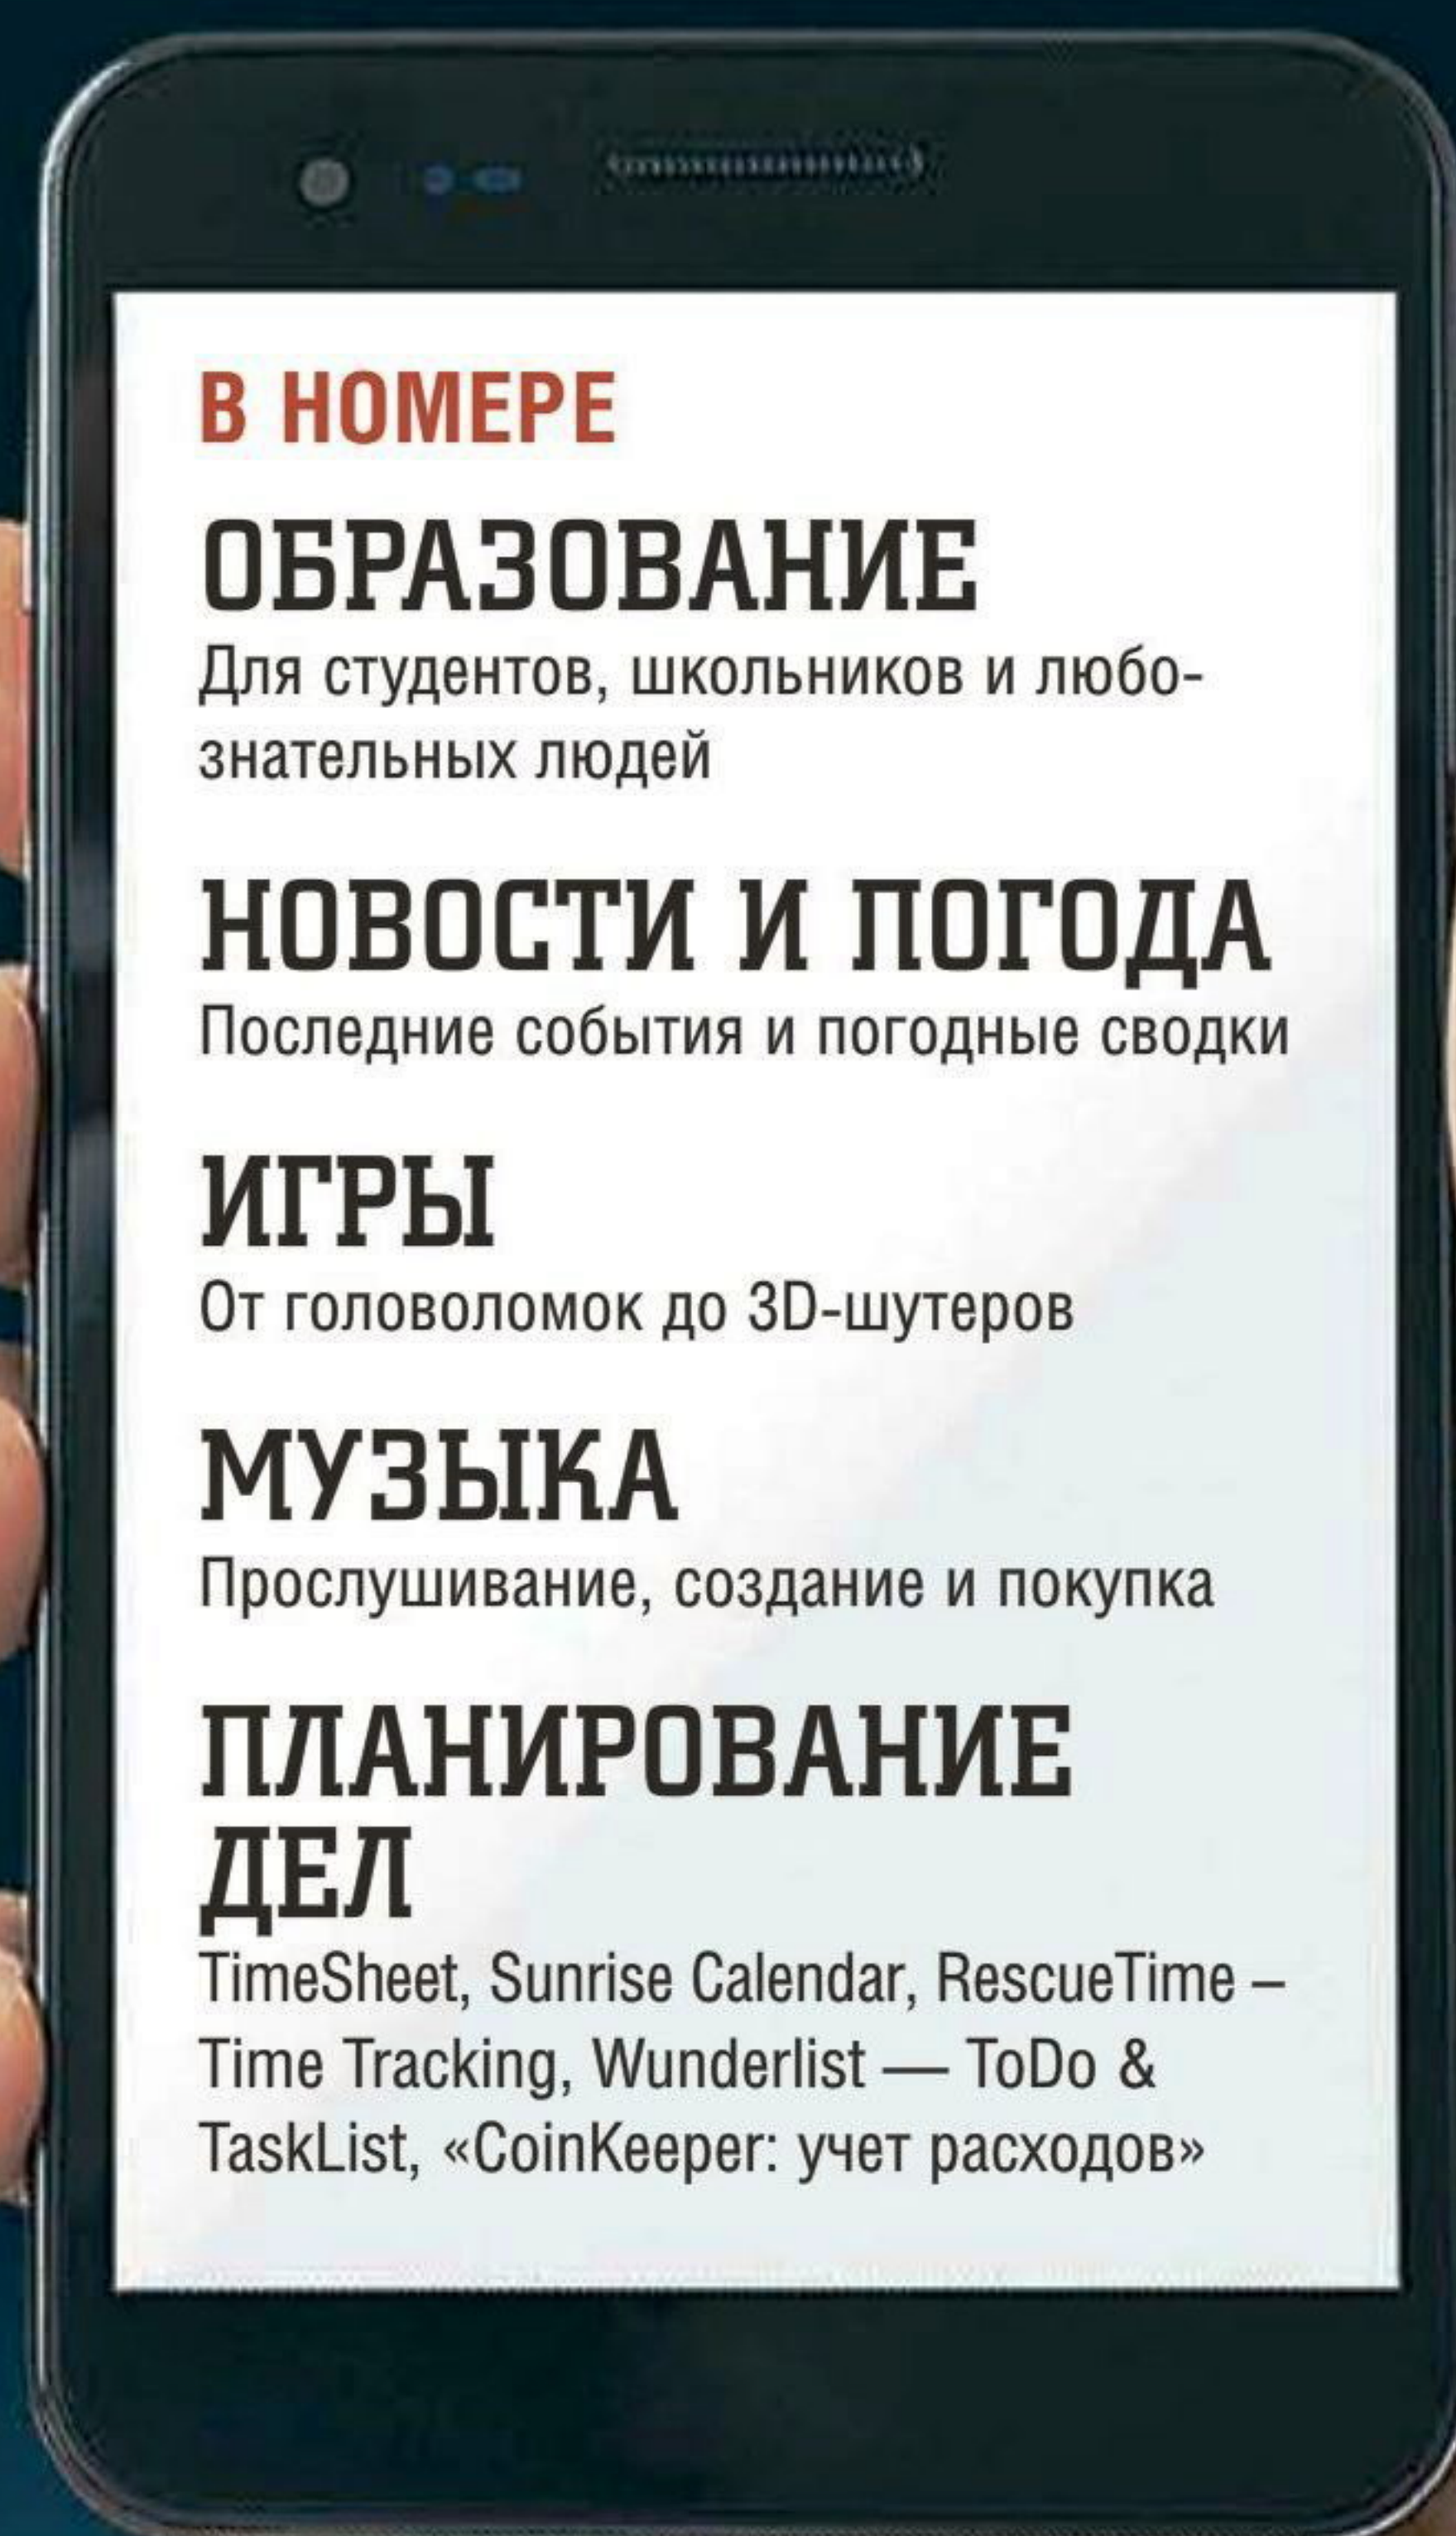 В НОМЕРЕ
ОБРАЗОВАНИЕ
Для студентов, школьников и любо-
знательных людей
НОВОСТИ И ПОГОДА
Последние события и погодные сводки
ИГРЫ
От головоломок до 3D-шутеров
МУЗЫКА
Прослушивание, создание и покупка
ПЛАНИРОВАНИЕ
ДЕЛ
TimeSheet, Sunrise Calendar, RescueTime –
Time Tracking, Wunderlist — ToDo &
TaskList, «CoinKeeper: учет расходов»